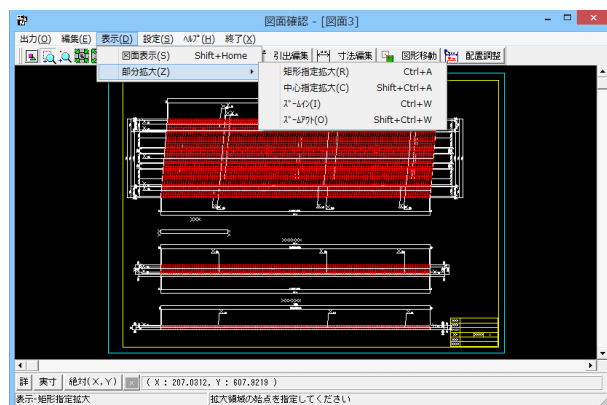 図面確認 - [図面3]
出力(O) 編集(E) 表示(D) 設定(S) ﾍﾙﾌﾟ(H) 終了(X)
引出編集 寸法編集 図形移動 配置調整
図面表示(S) Shift+Home
部分拡大(Z)
矩形指定拡大(R) Ctrl+A
中心指定拡大(C) Shift+Ctrl+A
ｽﾞｰﾑｲﾝ(I) Ctrl+W
ｽﾞｰﾑｱｳﾄ(O) Shift+Ctrl+W
XXX
XXXXXX
XXXXXX
詳 実寸 絶対(X,Y) ( X : 207.0312, Y : 607.9219 )
表示-矩形指定拡大 拡大領域の始点を指定してください